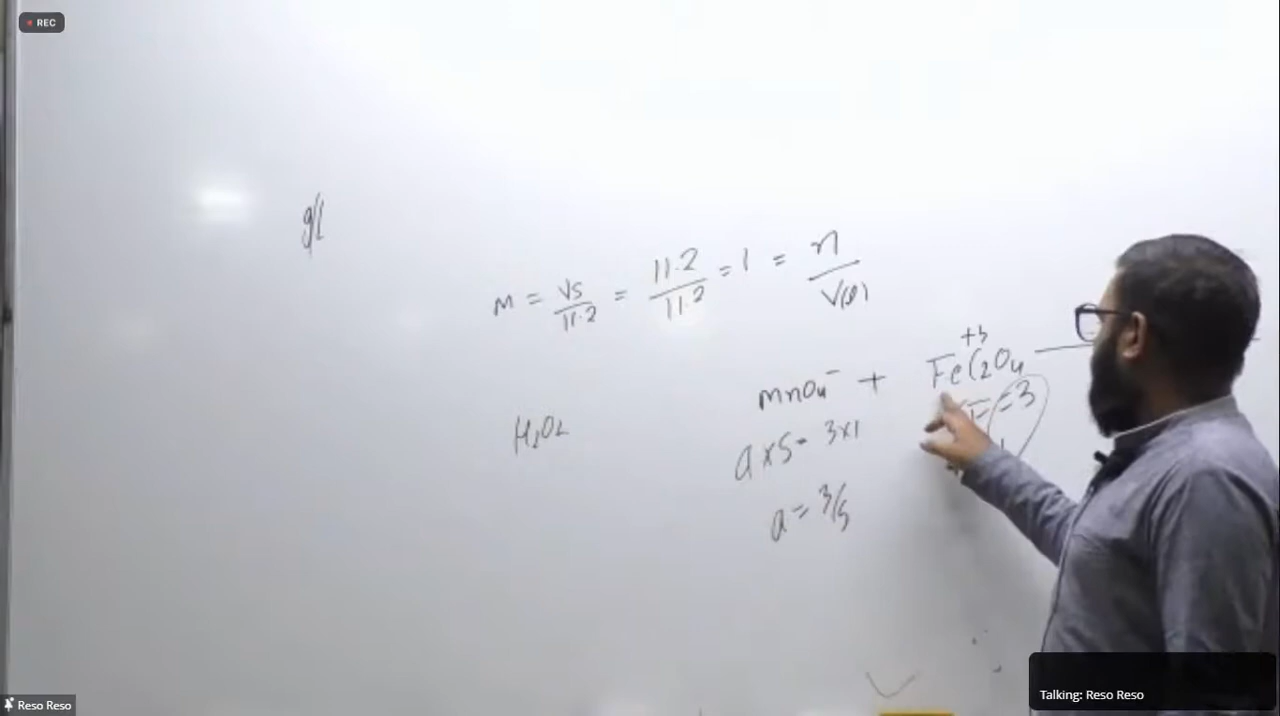 REC
g/l
M = VS/11.2 = 11.2/11.2 = 1 = n/V(l)
+3
MnO4⁻ + FeC2O4
= 3
a×5 = 3×1
H2O2
a = 3/5
Talking: Reso Reso
Reso Reso